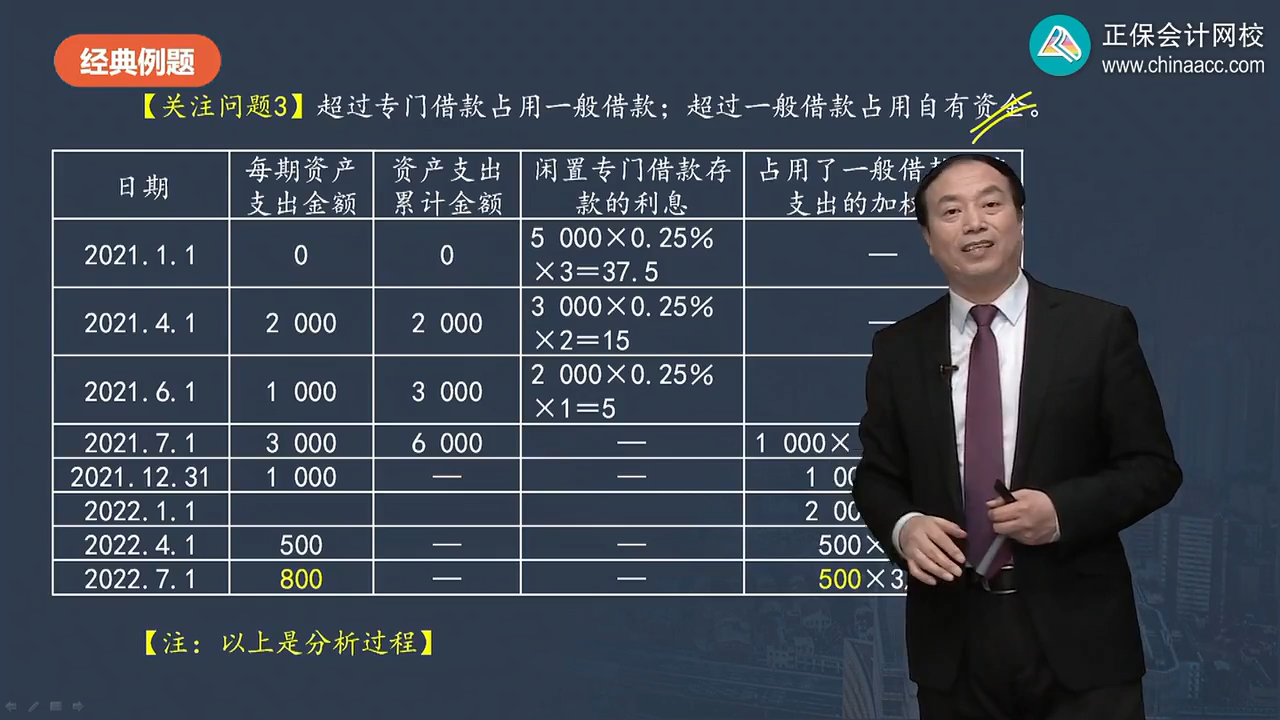 正保会计网校
www.chinaacc.com
经典例题
【关注问题3】超过专门借款占用一般借款；超过一般借款占用自有资金。
日期
每期资产
支出金额
资产支出
累计金额
闲置专门借款存
款的利息
占用了一般借
支出的加
2021.1.1
0
0
5 000×0.25%
×3＝37.5
—
2021.4.1
2 000
2 000
3 000×0.25%
×2＝15
—
2021.6.1
1 000
3 000
2 000×0.25%
×1＝5
2021.7.1
3 000
6 000
—
1 000×
2021.12.31
1 000
—
—
1 00
2022.1.1
2 00
2022.4.1
500
—
—
500×
2022.7.1
800
—
—
500×3
【注：以上是分析过程】